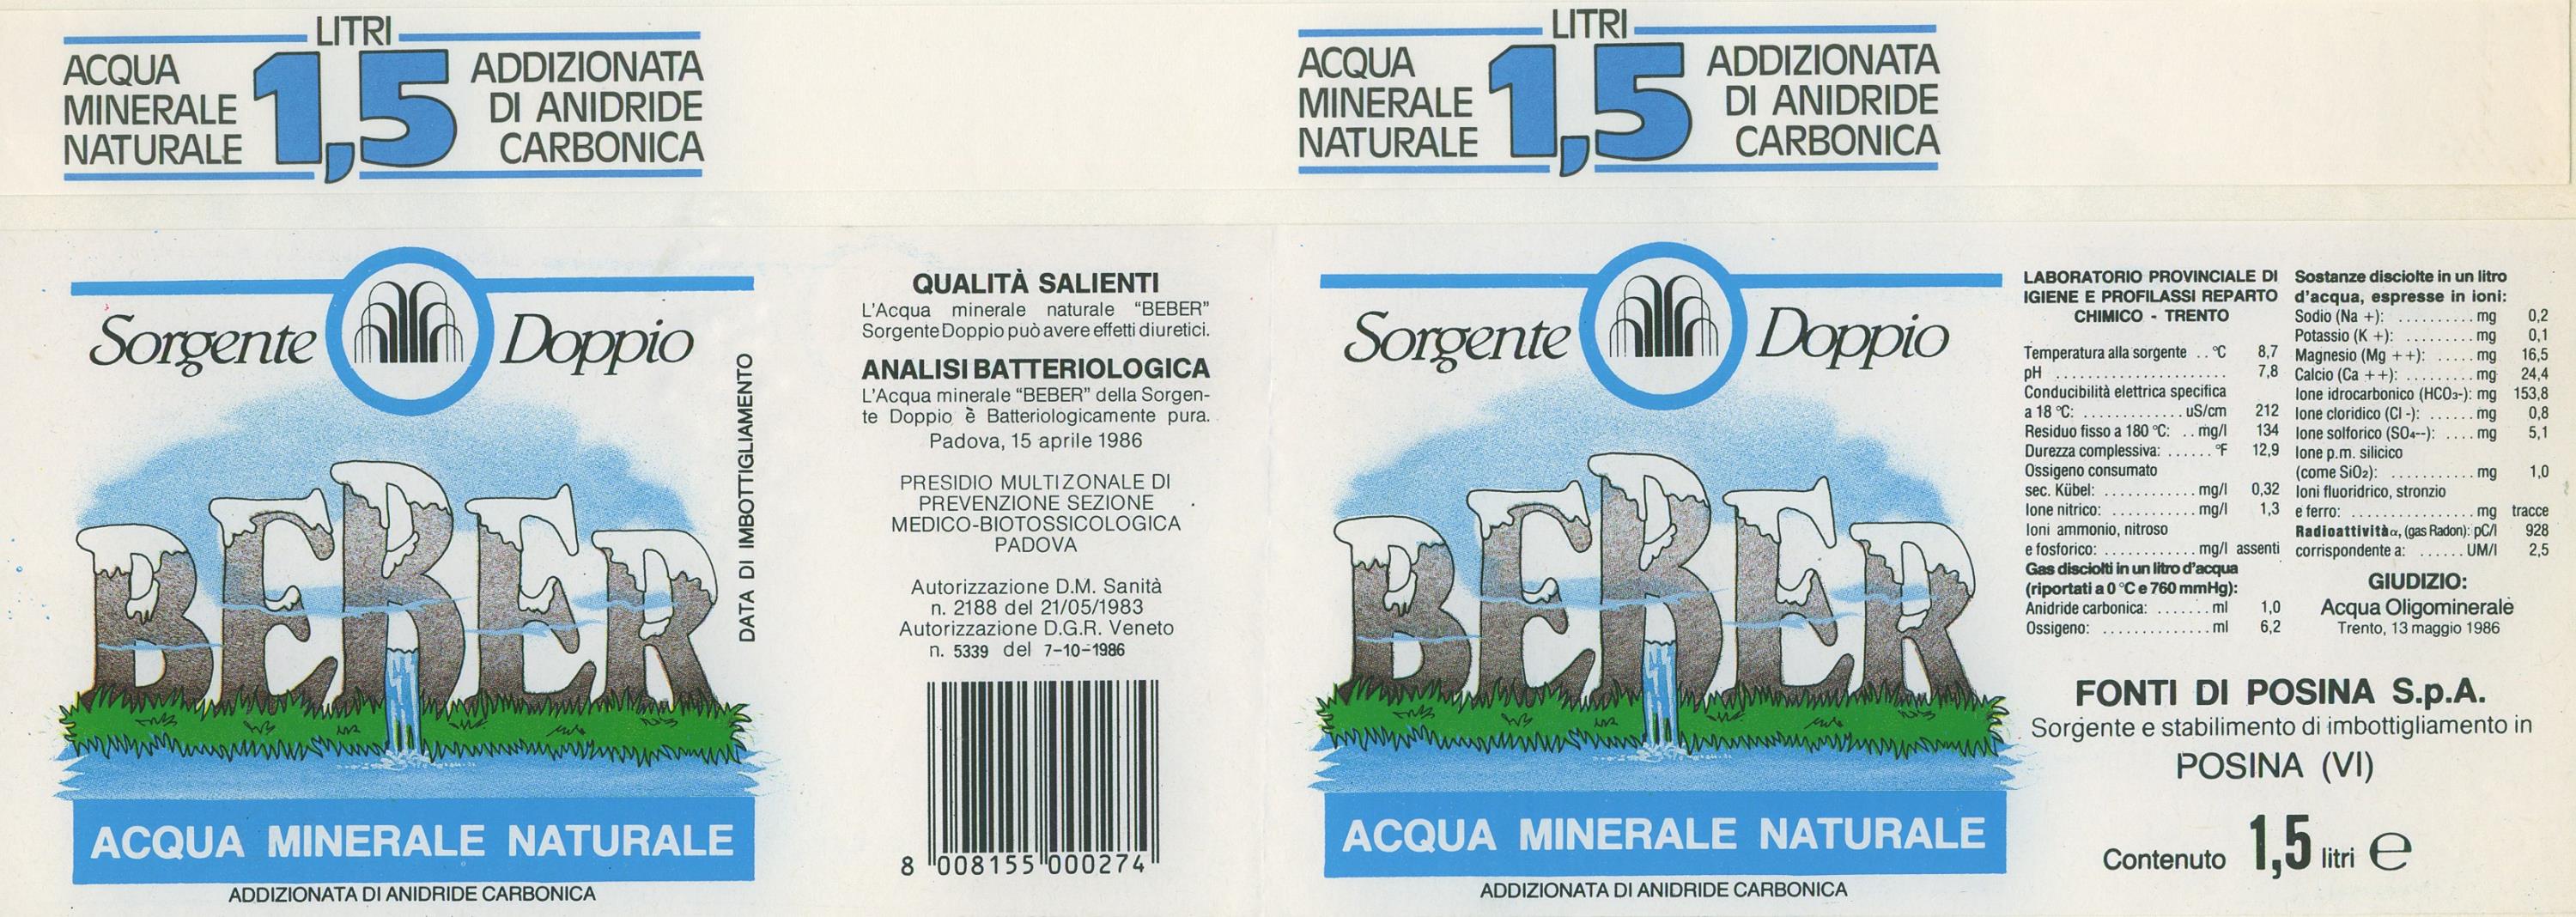 LITRI
ACQUA
MINERALE
NATURALE
1,5
ADDIZIONATA
DI ANIDRIDE
CARBONICA
LITRI
ACQUA
MINERALE
NATURALE
1,5
ADDIZIONATA
DI ANIDRIDE
CARBONICA
Sorgente Doppio
BEBER
DATA DI IMBOTTIGLIAMENTO
ACQUA MINERALE NATURALE
ADDIZIONATA DI ANIDRIDE CARBONICA
QUALITÀ SALIENTI
L'Acqua minerale naturale “BEBER”
Sorgente Doppio può avere effetti diuretici.
ANALISI BATTERIOLOGICA
L'Acqua minerale “BEBER” della Sorgen-
te Doppio è Batteriologicamente pura.
Padova, 15 aprile 1986
PRESIDIO MULTIZONALE DI
PREVENZIONE SEZIONE
MEDICO-BIOTOSSICOLOGICA
PADOVA
Autorizzazione D.M. Sanità
n. 2188 del 21/05/1983
Autorizzazione D.G.R. Veneto
n. 5339 del 7-10-1986
8 008155 000274
Sorgente Doppio
BEBER
ACQUA MINERALE NATURALE
ADDIZIONATA DI ANIDRIDE CARBONICA
LABORATORIO PROVINCIALE DI
IGIENE E PROFILASSI REPARTO
CHIMICO - TRENTO
Temperatura alla sorgente .. °C 8,7
pH ...................... 7,8
Conducibilità elettrica specifica
a 18 °C: ............. uS/cm 212
Residuo fisso a 180 °C: .. mg/l 134
Durezza complessiva: ...... °F 12,9
Ossigeno consumato
sec. Kübel: ............ mg/l 0,32
Ione nitrico: ............ mg/l 1,3
Ioni ammonio, nitroso
e fosforico: ............ mg/l assenti
Gas disciolti in un litro d'acqua
(riportati a 0 °C e 760 mmHg):
Anidride carbonica: ....... ml 1,0
Ossigeno: .............. ml 6,2
Sostanze disciolte in un litro
d'acqua, espresse in ioni:
Sodio (Na +): .......... mg 0,2
Potassio (K +): ......... mg 0,1
Magnesio (Mg ++): ..... mg 16,5
Calcio (Ca ++): ......... mg 24,4
Ione idrocarbonico (HCO3-): mg 153,8
Ione cloridico (Cl -): ...... mg 0,8
Ione solforico (SO4--): .... mg 5,1
Ione p.m. silicico
(come SiO2): .......... mg 1,0
Ioni fluoridrico, stronzio
e ferro: ............... mg tracce
Radioattività α, (gas Radon): pC/l 928
corrispondente a: ...... UM/l 2,5
GIUDIZIO:
Acqua Oligominerale
Trento, 13 maggio 1986
FONTI DI POSINA S.p.A.
Sorgente e stabilimento di imbottigliamento in
POSINA (VI)
Contenuto 1,5 litri ℮